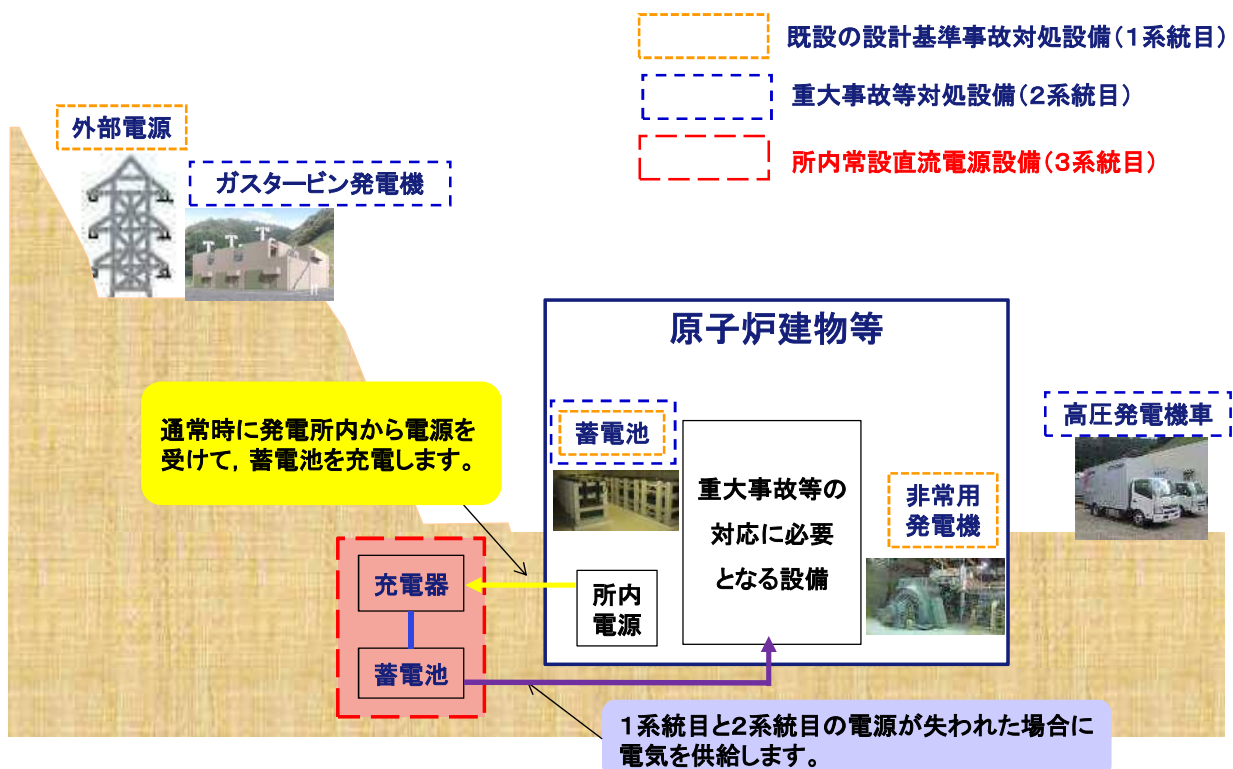 既設の設計基準事故対処設備(1系統目)
重大事故等対処設備(2系統目)
所内常設直流電源設備(3系統目)
外部電源
ガスタービン発電機
原子炉建物等
通常時に発電所内から電源を
受けて,蓄電池を充電します。
蓄電池
重大事故等の
対応に必要
となる設備
非常用
発電機
高圧発電機車
充電器
所内
電源
蓄電池
1系統目と2系統目の電源が失われた場合に
電気を供給します。